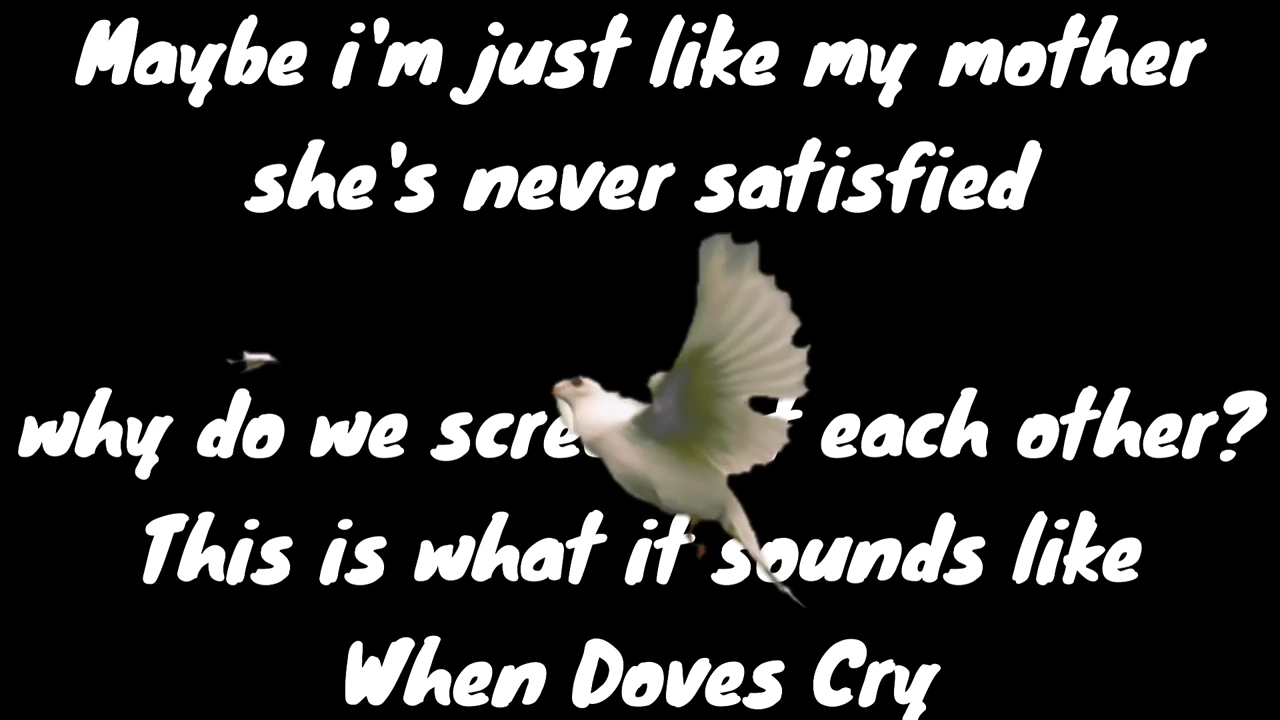 Maybe i'm just like my mother
she's never satisfied
why do we each other?
This is what it sounds like
When Doves Cry